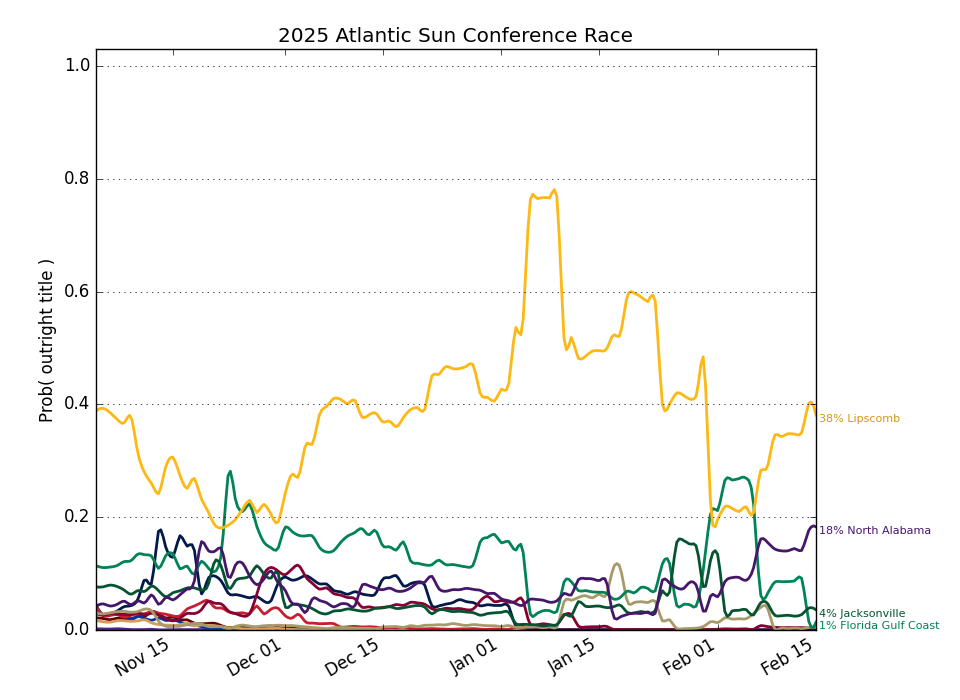 2025 Atlantic Sun Conference Race
1.0
0.8
0.6
0.4
0.2
0.0
Prob( outright title )
38% Lipscomb
18% North Alabama
4% Jacksonville
1% Florida Gulf Coast
Nov 15
Dec 01
Dec 15
Jan 01
Jan 15
Feb 01
Feb 15